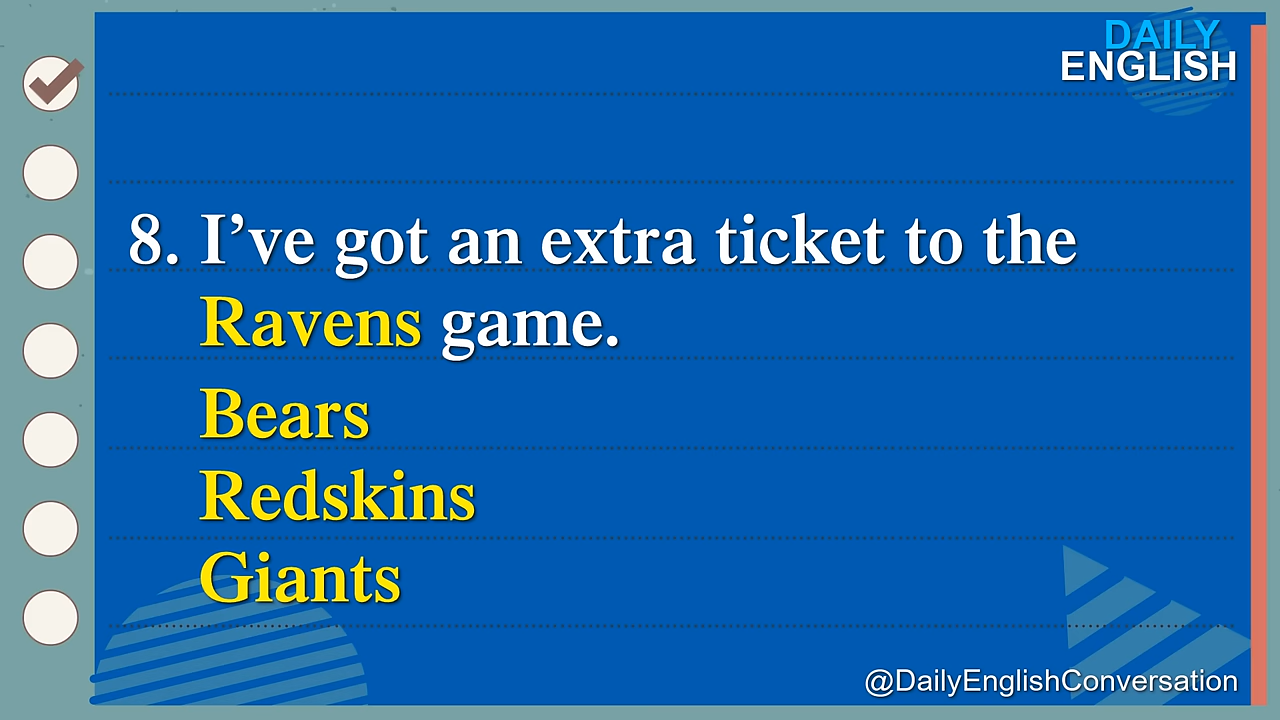 DAILY
ENGLISH
8. I've got an extra ticket to the
Ravens game.
Bears
Redskins
Giants
@DailyEnglishConversation